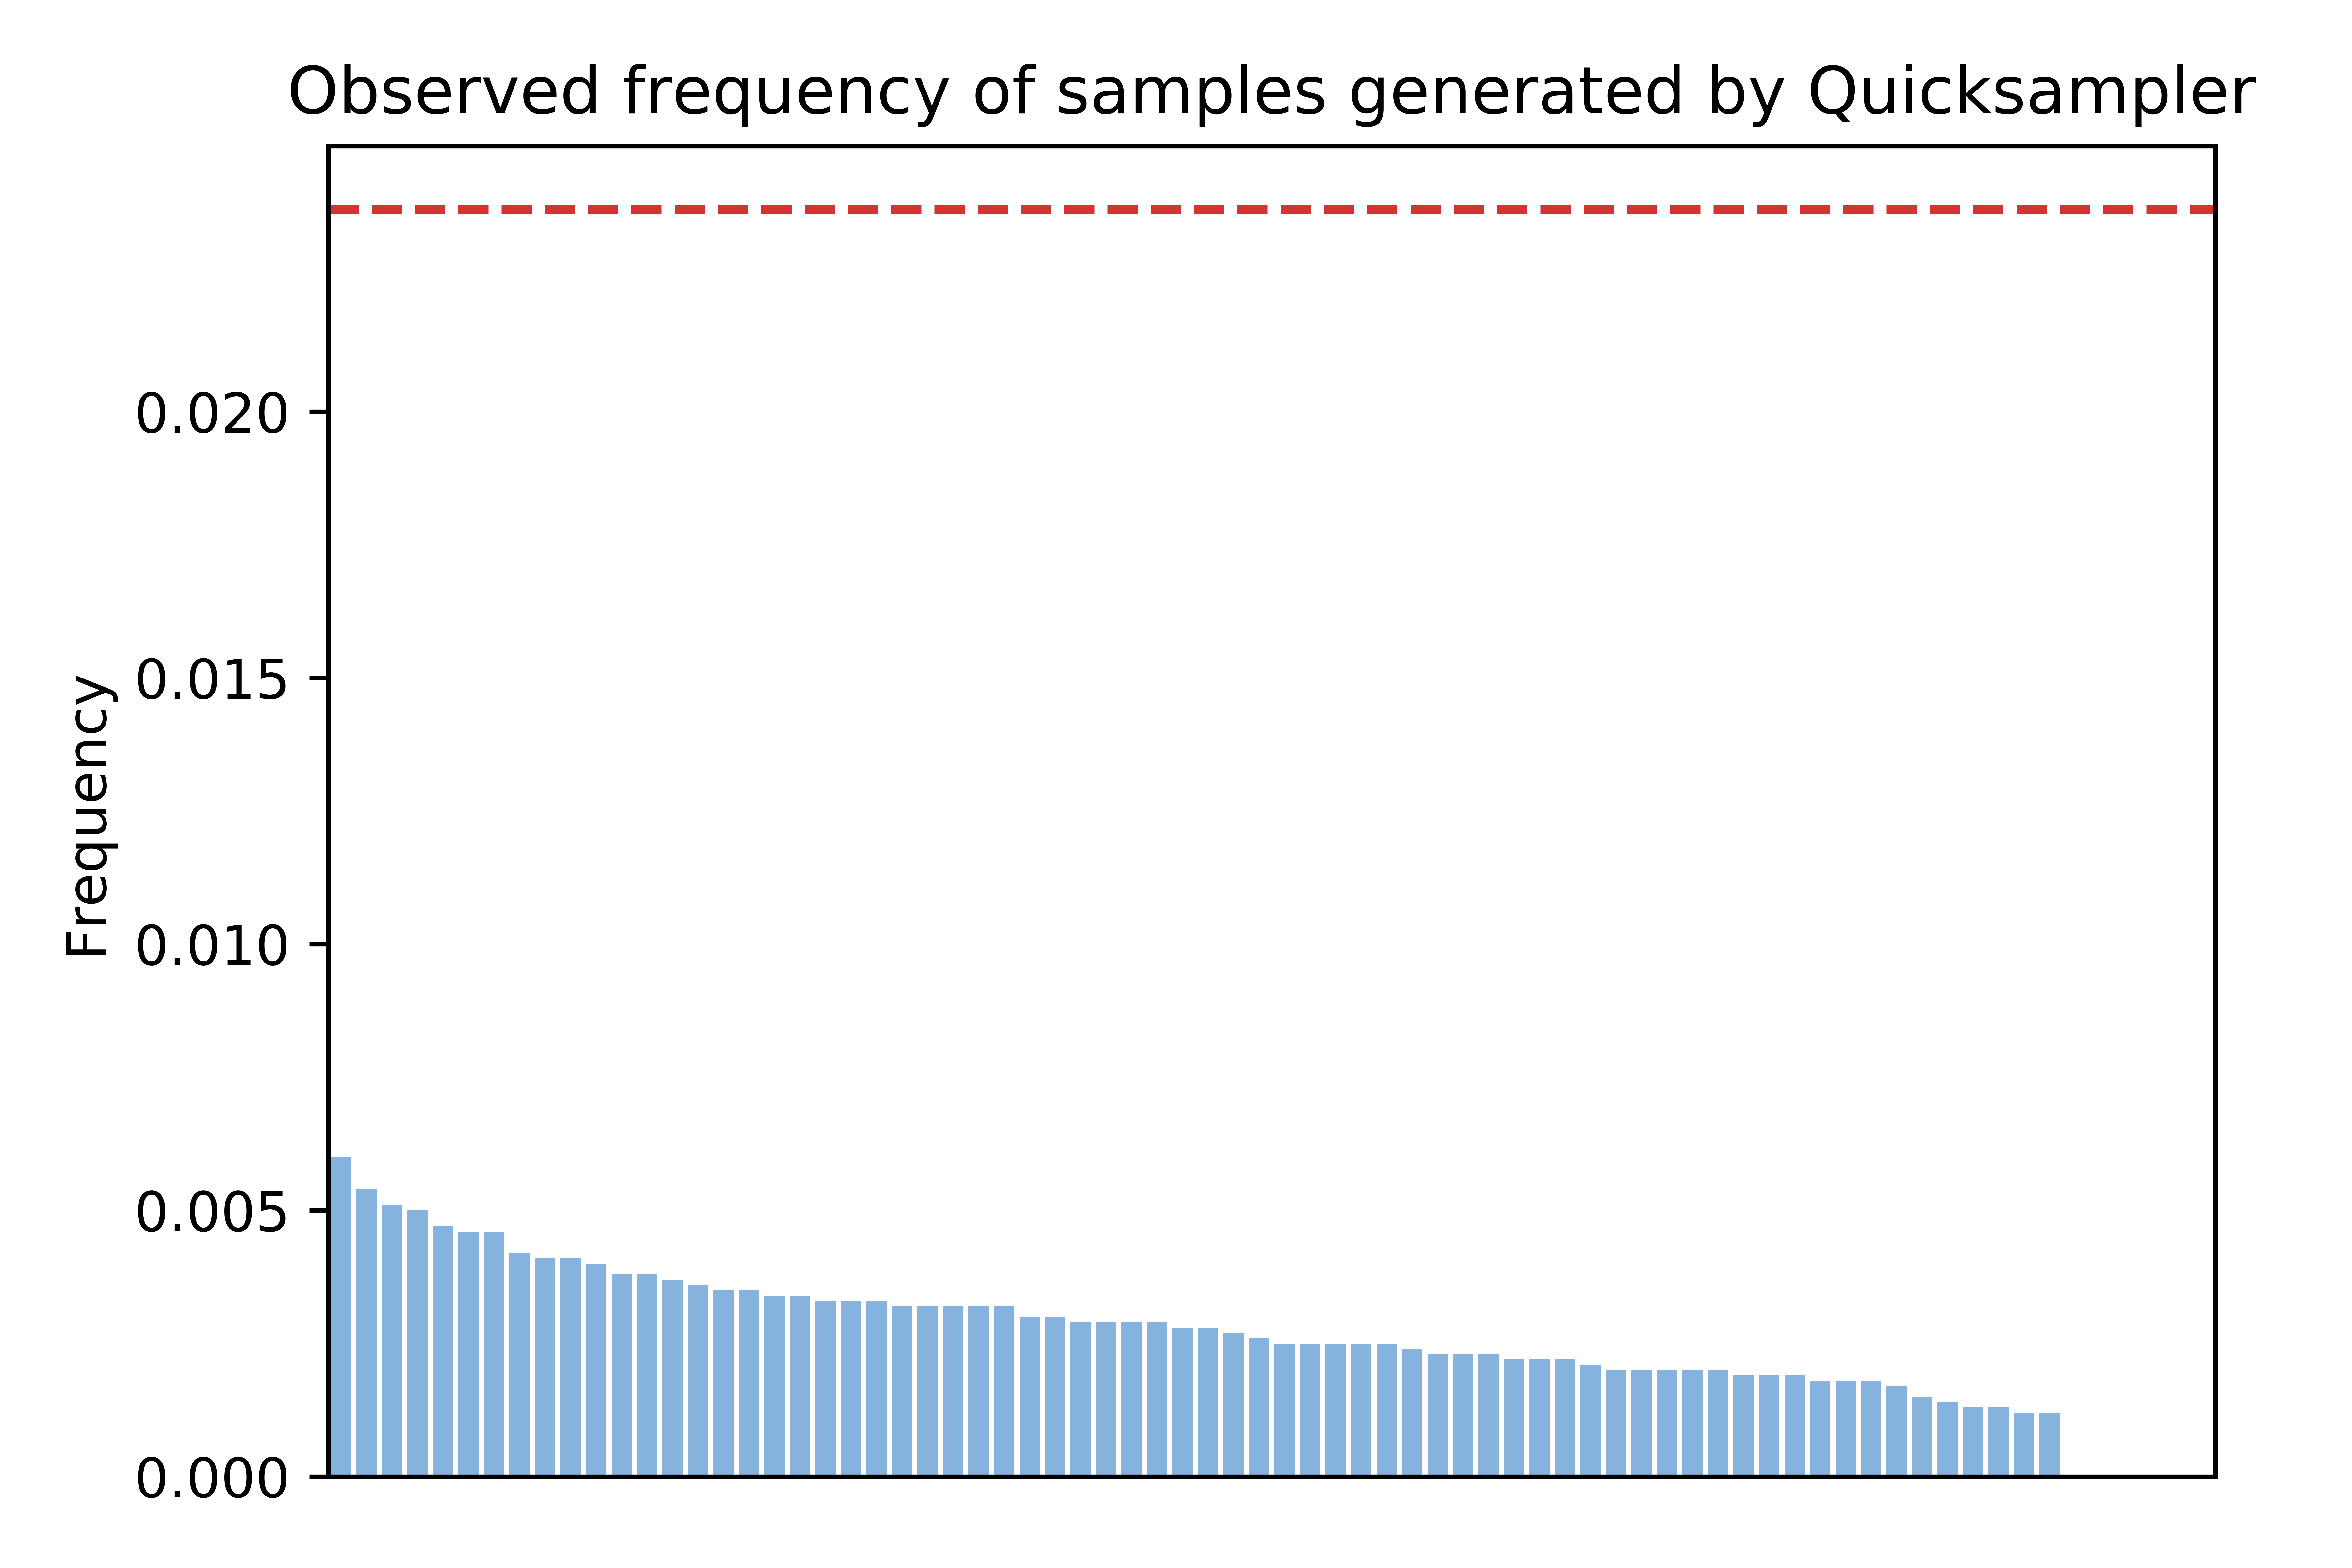 Observed frequency of samples generated by Quicksampler
0.020
0.015
0.010
0.005
0.000
Frequency